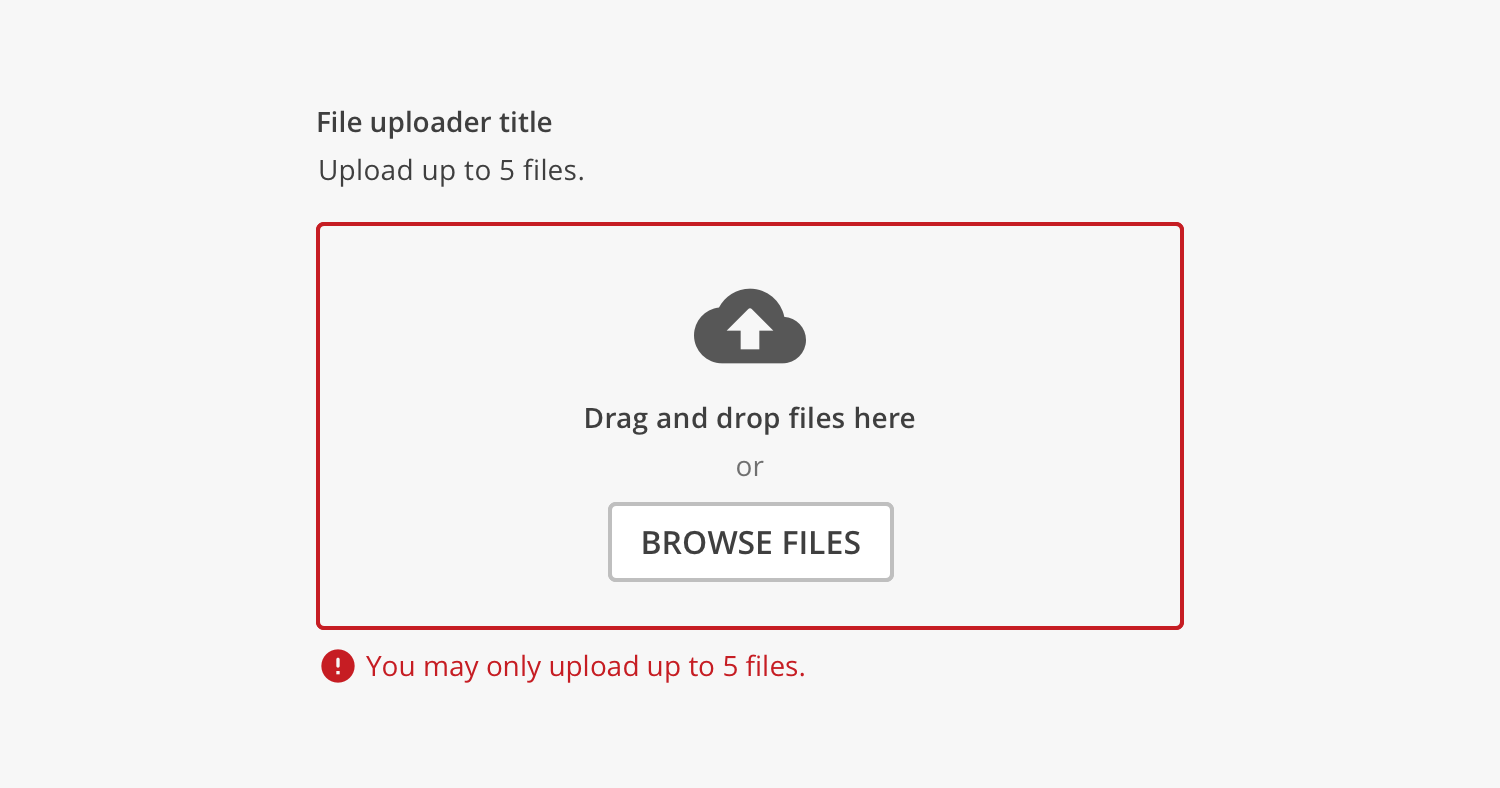 File uploader title
Upload up to 5 files.
Drag and drop files here
or
BROWSE FILES
You may only upload up to 5 files.